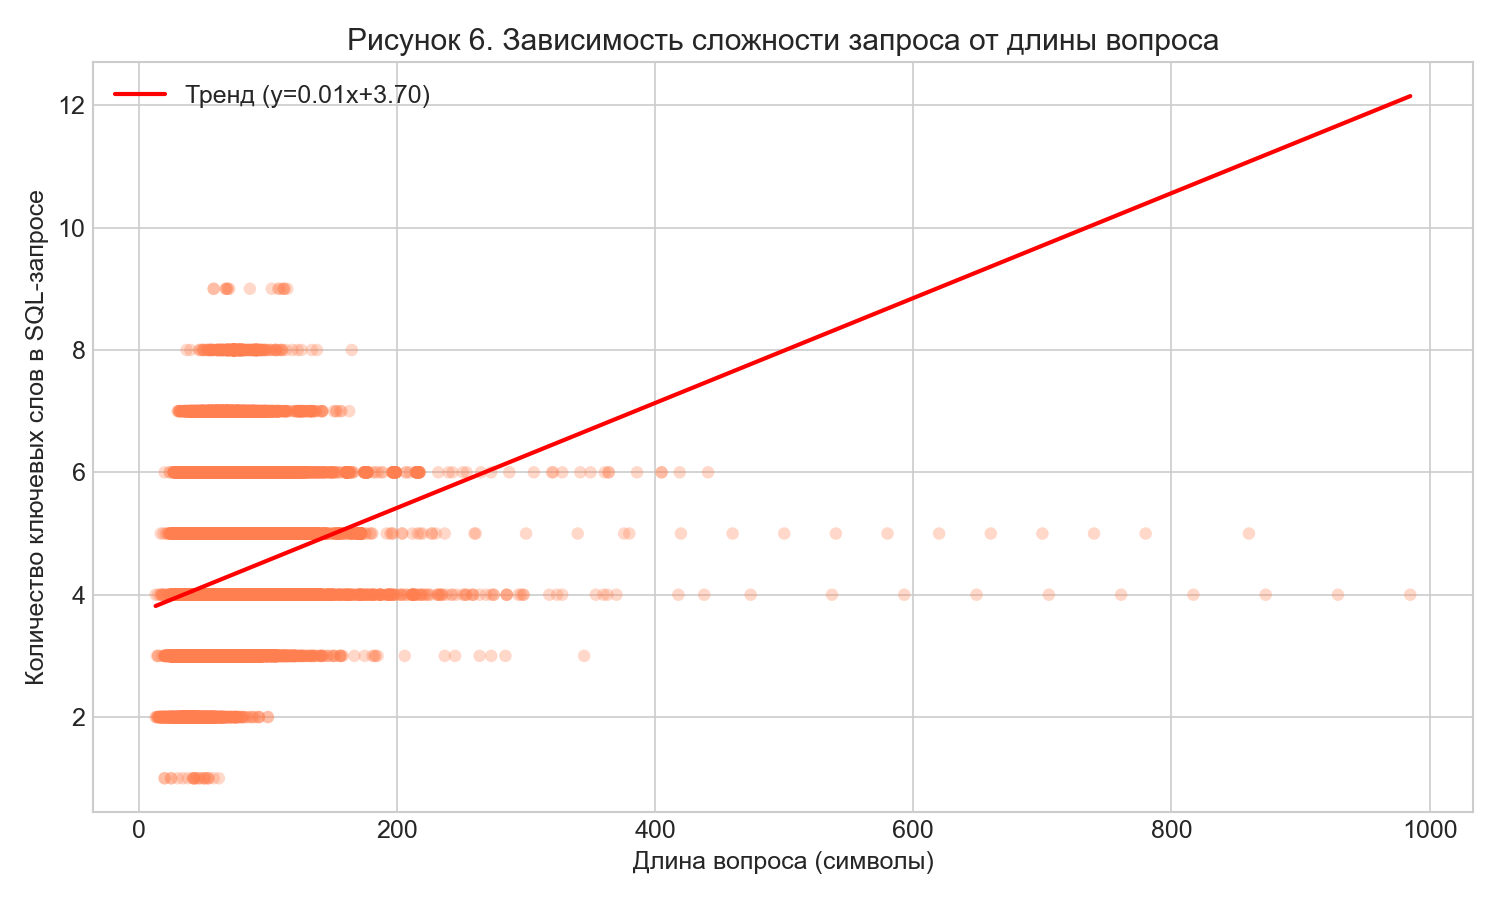 Рисунок 6. Зависимость сложности запроса от длины вопроса
Тренд (y=0.01x+3.70)
Количество ключевых слов в SQL-запросе
12
10
8
6
4
2
0 200 400 600 800 1000
Длина вопроса (символы)